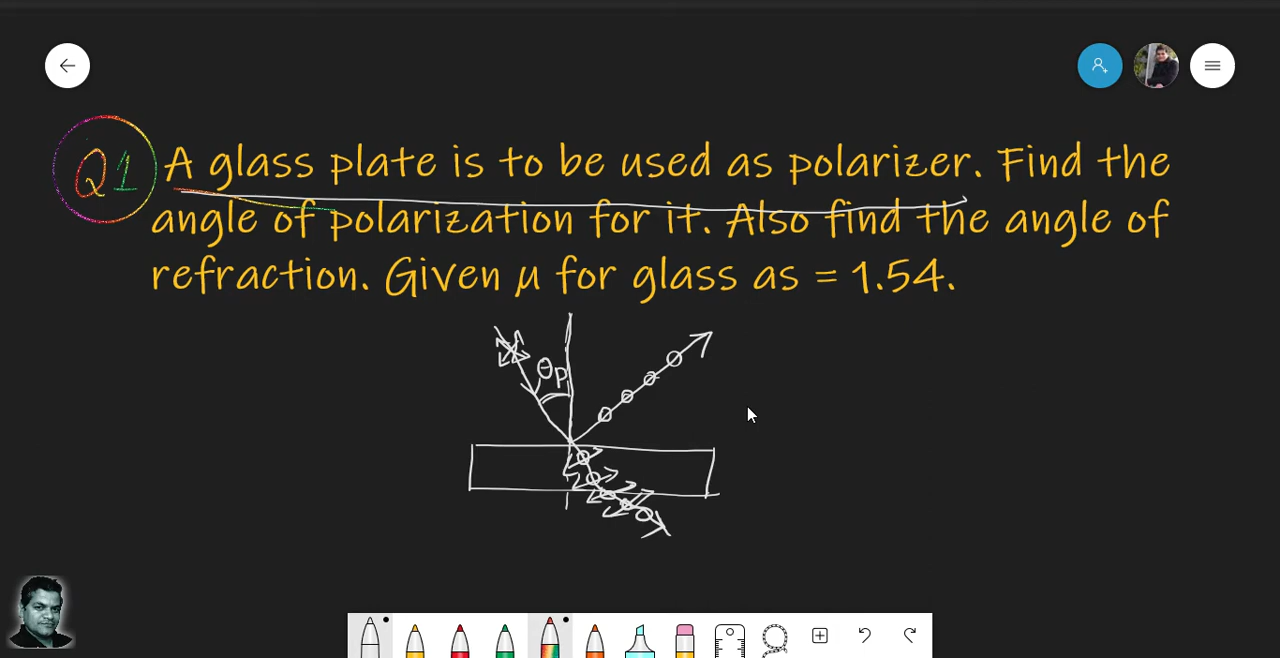 Q1 A glass plate is to be used as polarizer. Find the
angle of polarization for it. Also find the angle of
refraction. Given μ for glass as = 1.54.
θp